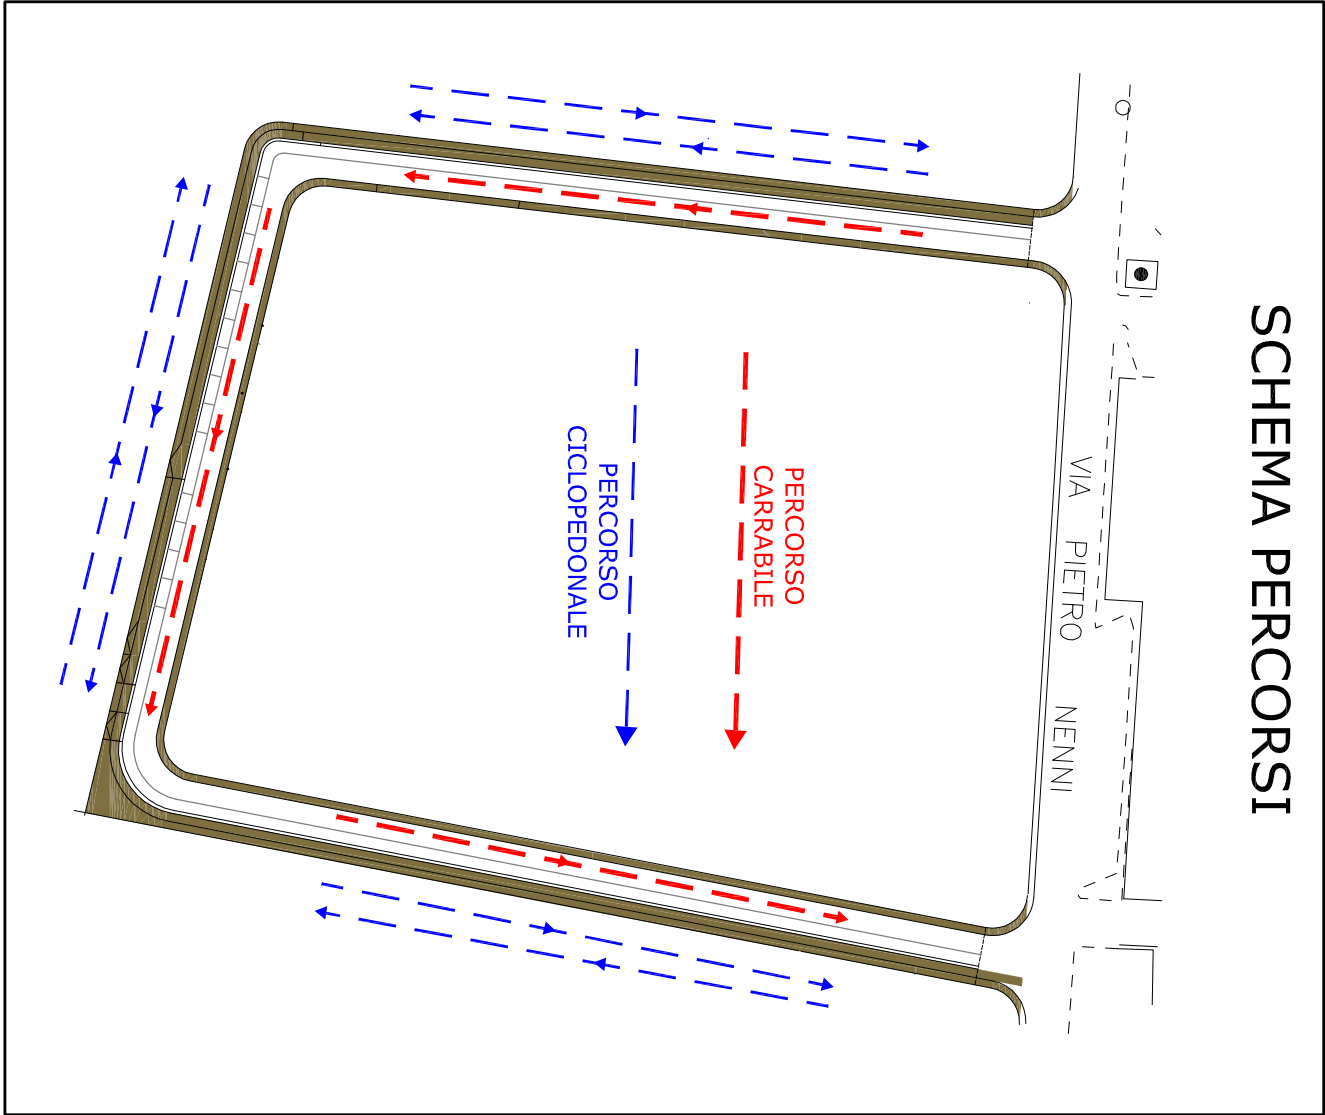 SCHEMA PERCORSI
VIA PIETRO NENNI
PERCORSO
CARRABILE
PERCORSO
CICLOPEDONALE